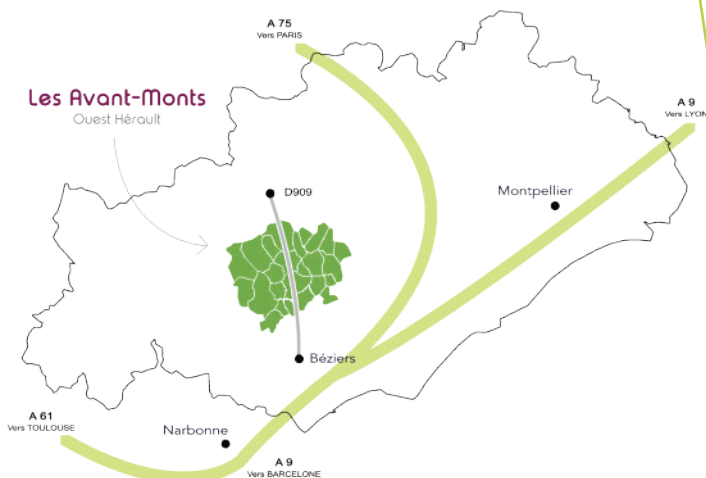 A 75
Vers PARIS
Les Avant-Monts
Ouest Hérault
A 9
Vers LYON
D909
Montpellier
Béziers
A 61
Vers TOULOUSE
Narbonne
A 9
Vers BARCELONE